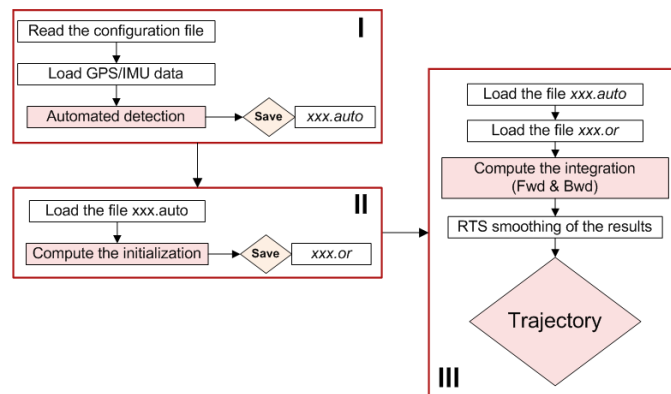 I
Read the configuration file
Load GPS/IMU data
Automated detection
Save
xxx.auto
II
Load the file xxx.auto
Compute the initialization
Save
xxx.or
Load the file xxx.auto
Load the file xxx.or
Compute the integration
(Fwd & Bwd)
RTS smoothing of the results
Trajectory
III